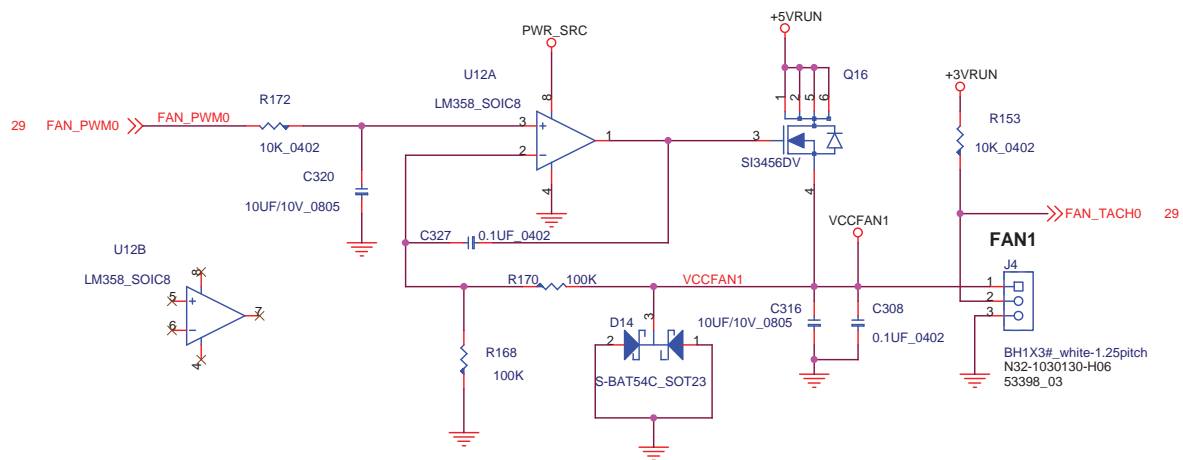 +5VRUN
PWR_SRC
U12A
Q16
+3VRUN
R172
LM358_SOIC8
8
1
2
5
6
29 FAN_PWM0
FAN_PWM0
3
+
1
3
R153
10K_0402
2
−
SI3456DV
10K_0402
C320
4
4
10UF/10V_0805
VCCFAN1
FAN_TACH0 29
U12B
C327
0.1UF_0402
FAN1
LM358_SOIC8
8
J4
5
+
7
R170
100K
VCCFAN1
1
6
−
2
D14
3
C316
C308
3
4
R168
2
1
10UF/10V_0805
0.1UF_0402
100K
S-BAT54C_SOT23
BH1X3#_white-1.25pitch
N32-1030130-H06
53398_03